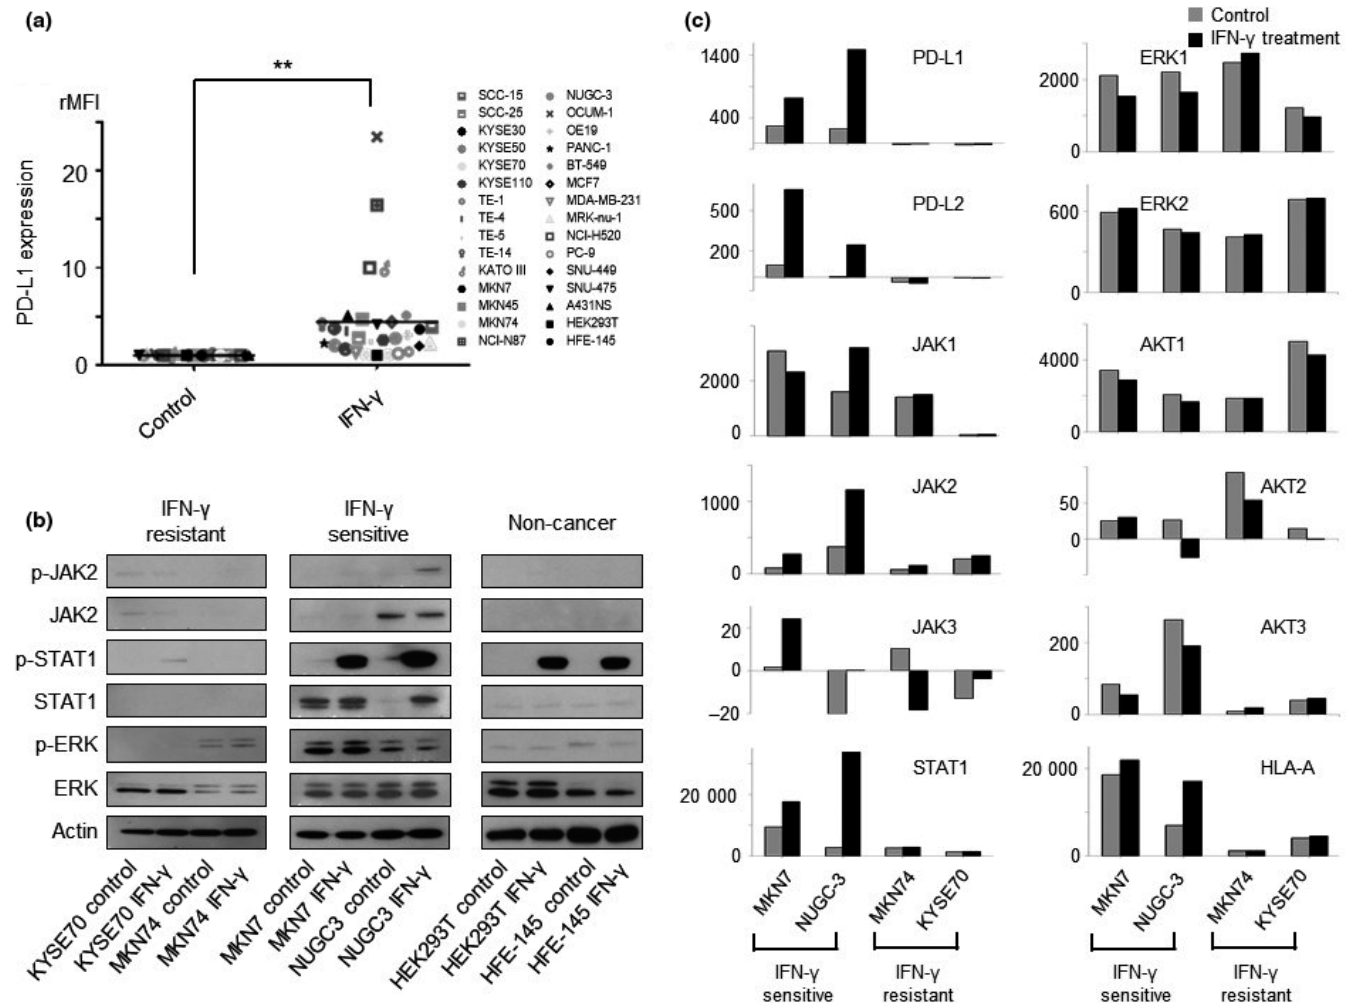 (a)
**
rMFI
PD-L1 expression
20
10
0
Control
IFN-γ
SCC-15
SCC-25
KYSE30
KYSE50
KYSE70
KYSE110
TE-1
TE-4
TE-5
TE-14
KATO III
MKN7
MKN45
MKN74
NCI-N87
NUGC-3
OCUM-1
OE19
PANC-1
BT-549
MCF7
MDA-MB-231
MRK-nu-1
NCI-H520
PC-9
SNU-449
SNU-475
A431NS
HEK293T
HFE-145
(b)
IFN-γ
resistant
IFN-γ
sensitive
Non-cancer
p-JAK2
JAK2
p-STAT1
STAT1
p-ERK
ERK
Actin
KYSE70 control
KYSE70 IFN-γ
MKN74 control
MKN74 IFN-γ
MKN7 control
MKN7 IFN-γ
NUGC3 control
NUGC3 IFN-γ
HEK293T control
HEK293T IFN-γ
HFE-145 control
HFE-145 IFN-γ
(c)
Control
IFN-γ treatment
1400
400
PD-L1
2000
0
ERK1
500
200
PD-L2
600
0
ERK2
2000
0
JAK1
4000
0
AKT1
1000
0
JAK2
50
0
AKT2
20
0
–20
JAK3
200
0
AKT3
20 000
0
STAT1
20 000
0
HLA-A
MKN7
NUGC-3
MKN74
KYSE70
IFN-γ
sensitive
IFN-γ
resistant
MKN7
NUGC-3
MKN74
KYSE70
IFN-γ
sensitive
IFN-γ
resistant